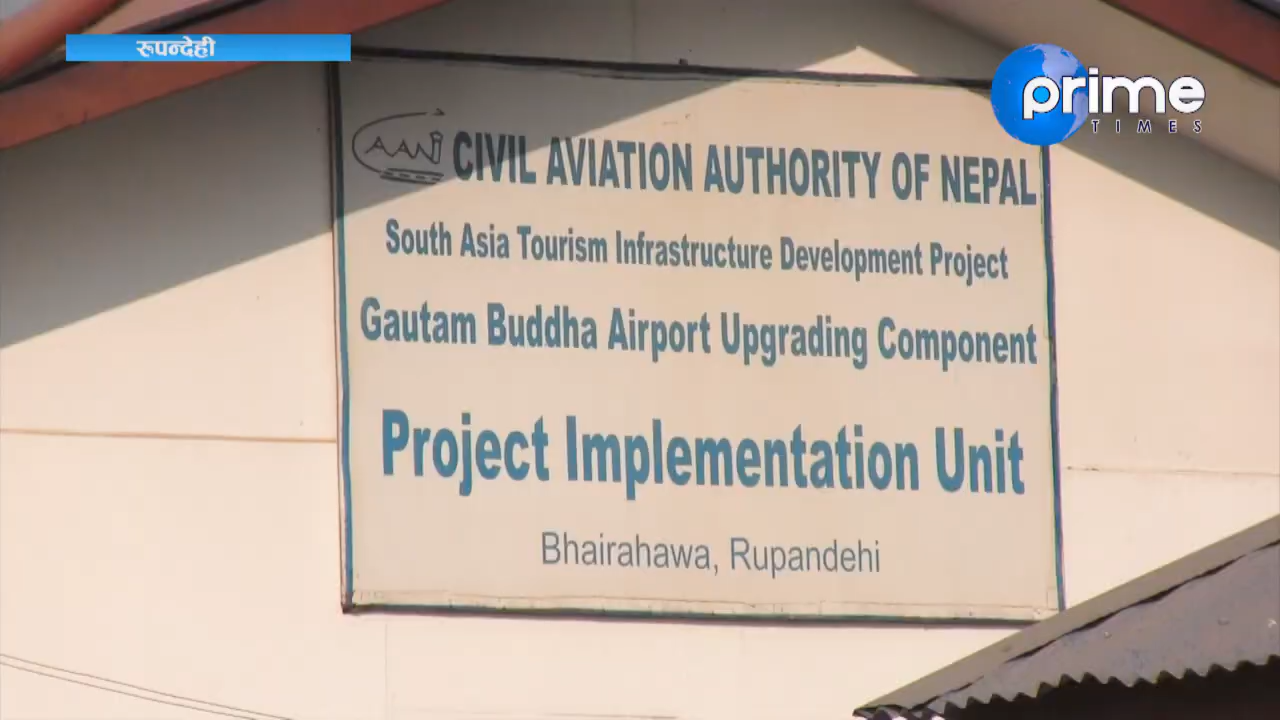 रुपन्देही
prime
TIMES
CAAN CIVIL AVIATION AUTHORITY OF NEPAL
South Asia Tourism Infrastructure Development Project
Gautam Buddha Airport Upgrading Component
Project Implementation Unit
Bhairahawa, Rupandehi